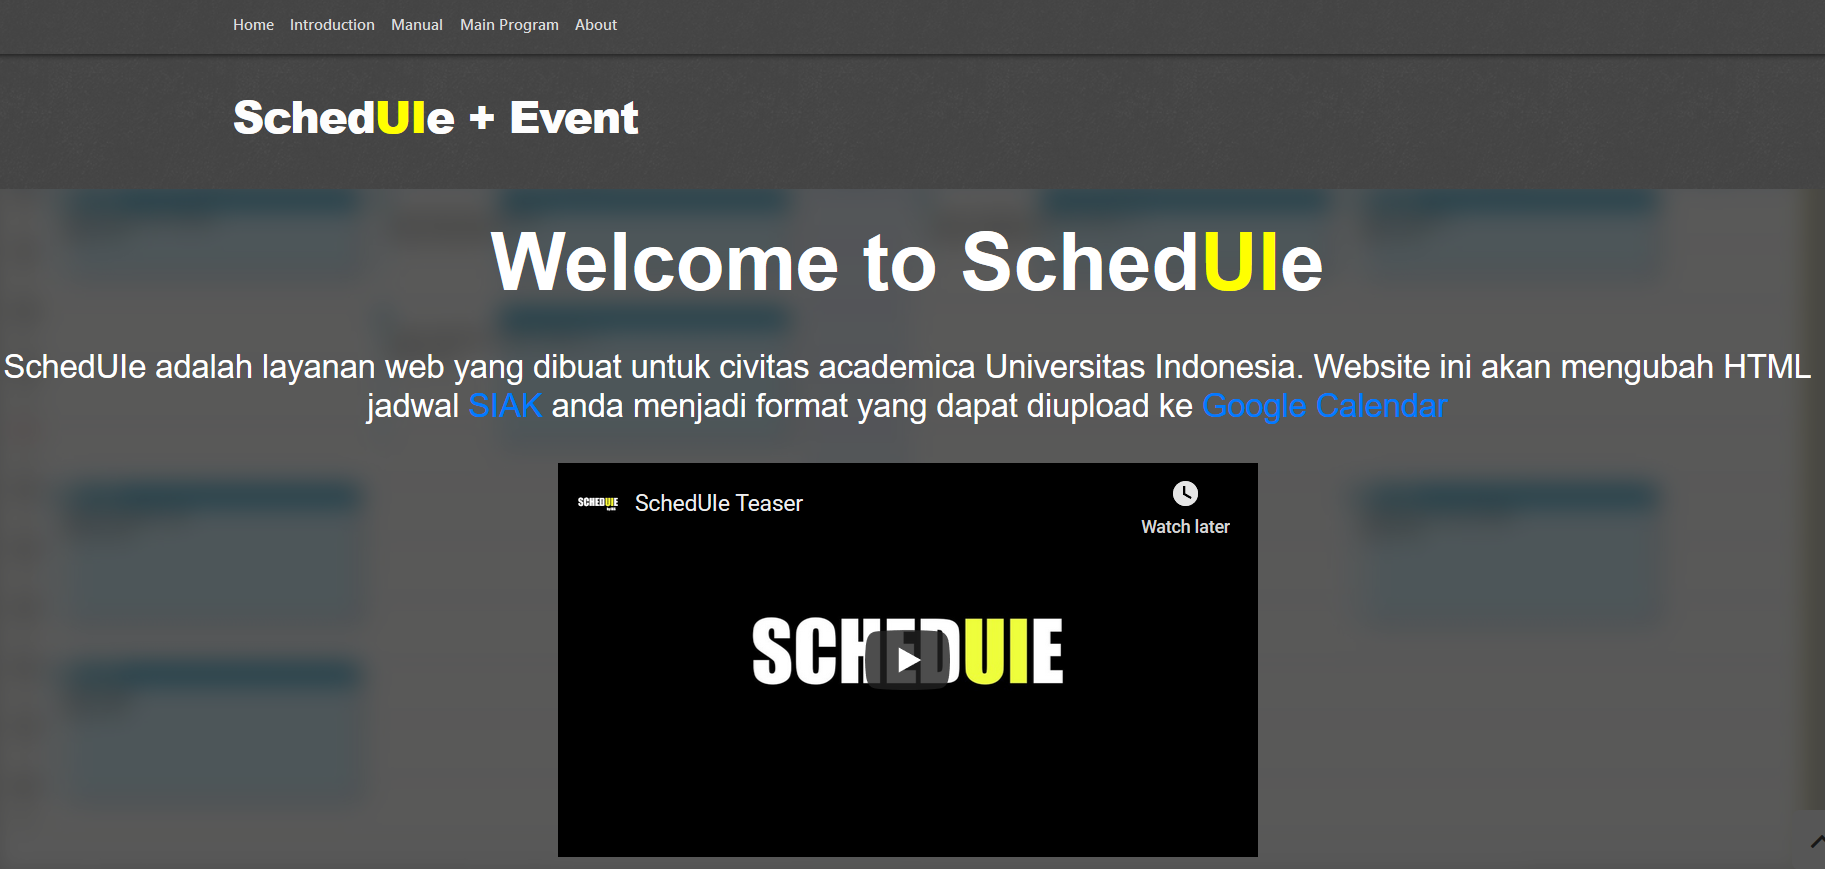 Home Introduction Manual Main Program About
SchedUIe + Event
Welcome to SchedUIe
SchedUIe adalah layanan web yang dibuat untuk civitas academica Universitas Indonesia. Website ini akan mengubah HTML
jadwal SIAK anda menjadi format yang dapat diupload ke Google Calendar
SCHEDUIE
SchedUIe Teaser
Watch later
SCHEDUIE